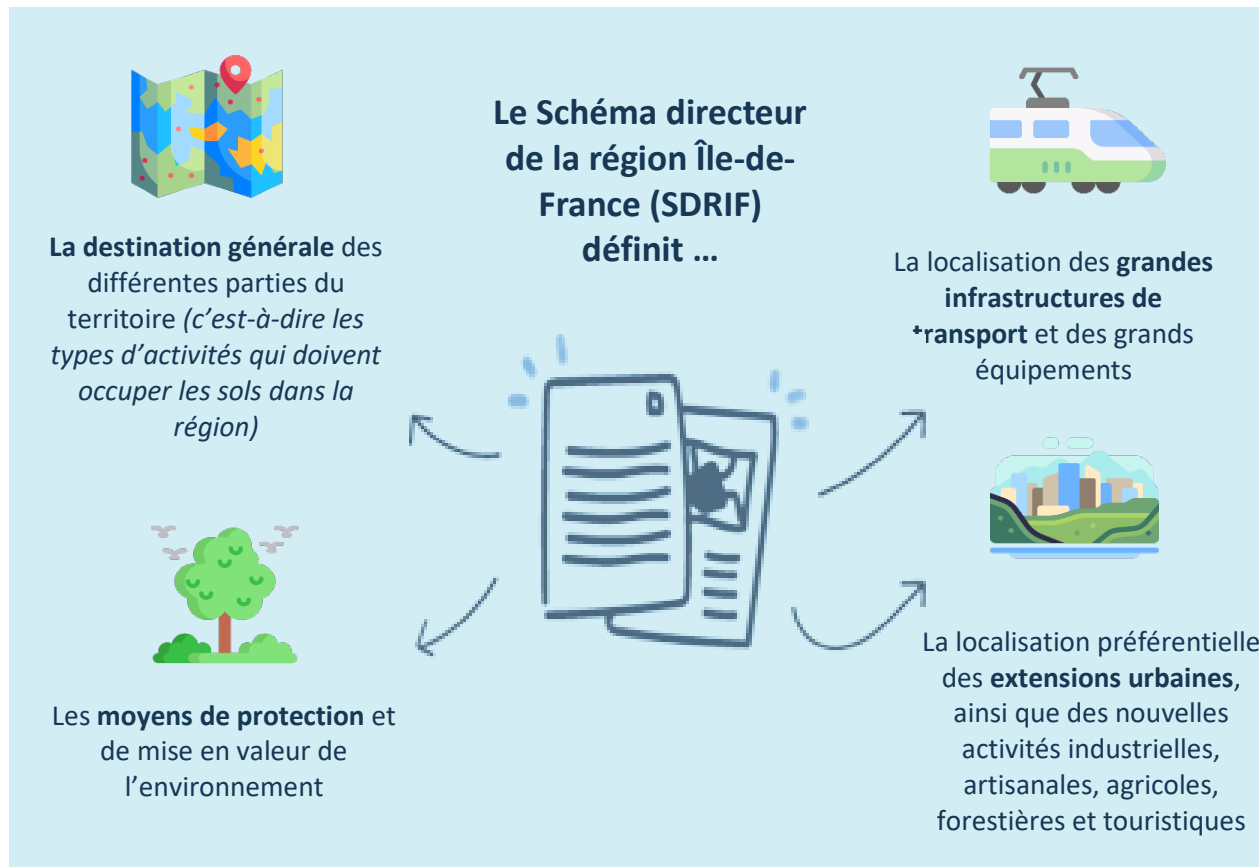 Le Schéma directeur
de la région Île-de-
France (SDRIF)
définit …
La destination générale des
différentes parties du
territoire (c’est-à-dire les
types d’activités qui doivent
occuper les sols dans la
région)
La localisation des grandes
infrastructures de
transport et des grands
équipements
Les moyens de protection et
de mise en valeur de
l’environnement
La localisation préférentielle
des extensions urbaines,
ainsi que des nouvelles
activités industrielles,
artisanales, agricoles,
forestières et touristiques